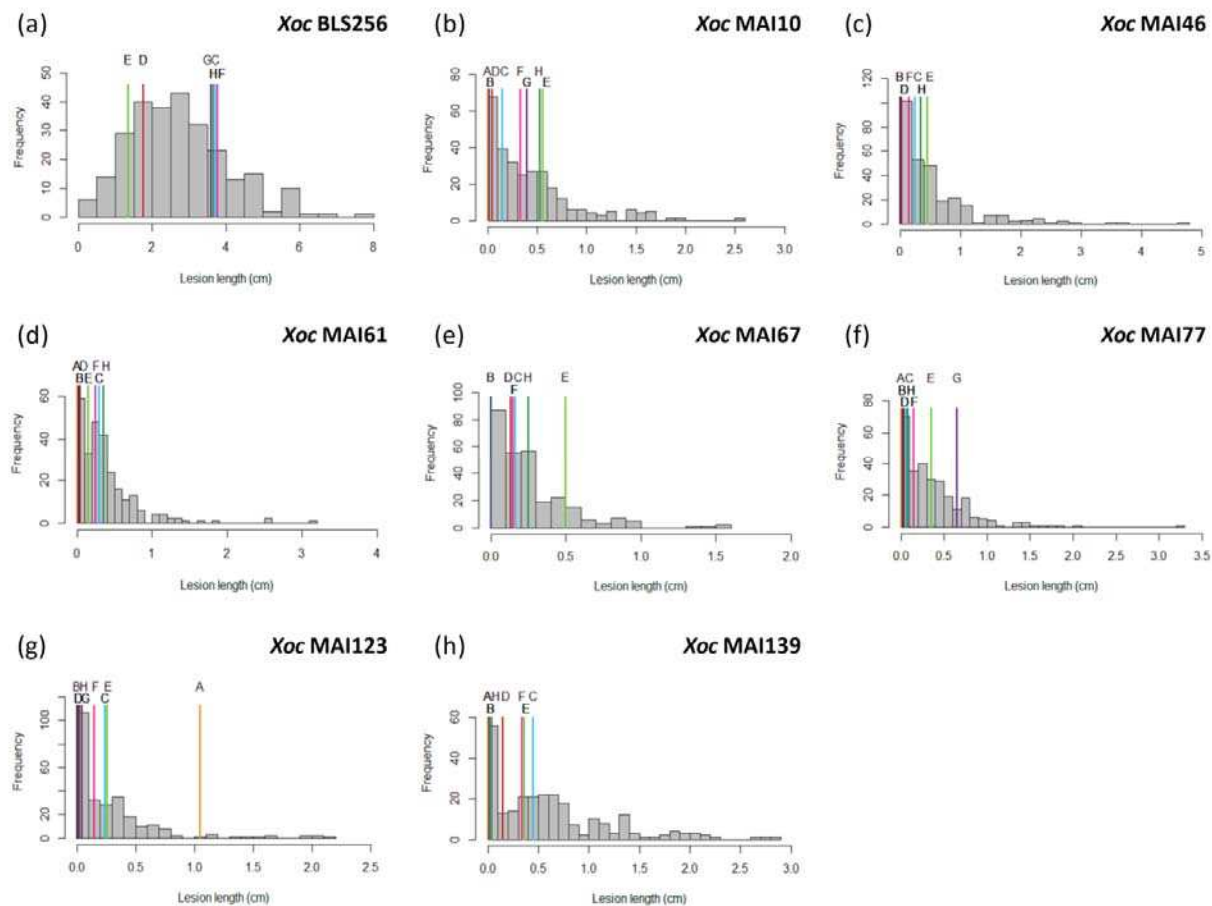 (a) Xoc BLS256
E D GC
HF
Frequency
0 10 20 30 40 50
0 2 4 6 8
Lesion length (cm)
(b) Xoc MAI10
ADC F H
B G E
Frequency
0 20 40 60 80
0.0 0.5 1.0 1.5 2.0 2.5 3.0
Lesion length (cm)
(c) Xoc MAI46
B FC E
D H
Frequency
0 20 40 60 80 120
0 1 2 3 4 5
Lesion length (cm)
(d) Xoc MAI61
AD F H
BE C
Frequency
0 20 40 60
0 1 2 3 4
Lesion length (cm)
(e) Xoc MAI67
B DCH E
F
Frequency
0 20 40 60 80 100
0.0 0.5 1.0 1.5 2.0
Lesion length (cm)
(f) Xoc MAI77
AC E G
BH
DF
Frequency
0 20 40 60 80
0.0 0.5 1.0 1.5 2.0 2.5 3.0 3.5
Lesion length (cm)
(g) Xoc MAI123
BH F E A
DG C
Frequency
0 20 60 100
0.0 0.5 1.0 1.5 2.0 2.5
Lesion length (cm)
(h) Xoc MAI139
AHD F C
B E
Frequency
0 20 40 60
0.0 0.5 1.0 1.5 2.0 2.5 3.0
Lesion length (cm)